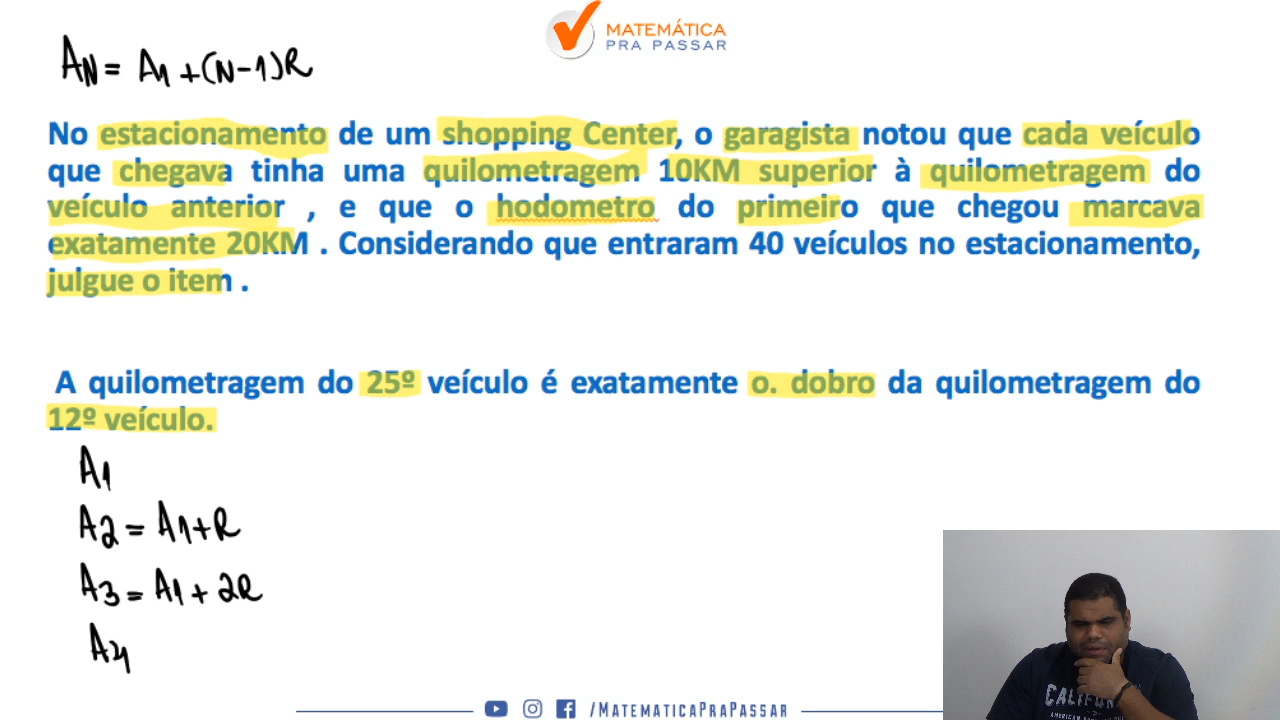 MATEMÁTICA
PRA PASSAR
AN = A1 + (N-1)R
No estacionamento de um shopping Center, o garagista notou que cada veículo
que chegava tinha uma quilometragem 10KM superior à quilometragem do
veículo anterior , e que o hodometro do primeiro que chegou marcava
exatamente 20KM . Considerando que entraram 40 veículos no estacionamento,
julgue o item .
A quilometragem do 25º veículo é exatamente o. dobro da quilometragem do
12º veículo.
A1
A2 = A1+R
A3 = A1 + 2R
A4
/MATEMATICAPRAPASSAR